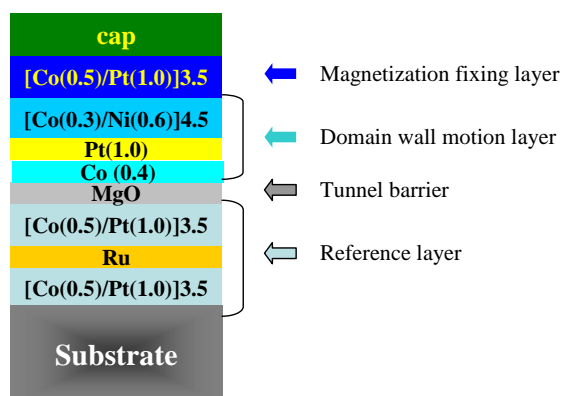 cap
[Co(0.5)/Pt(1.0)]3.5
Magnetization fixing layer
[Co(0.3)/Ni(0.6)]4.5
Domain wall motion layer
Pt(1.0)
Co (0.4)
MgO
Tunnel barrier
[Co(0.5)/Pt(1.0)]3.5
Ru
Reference layer
[Co(0.5)/Pt(1.0)]3.5
Substrate